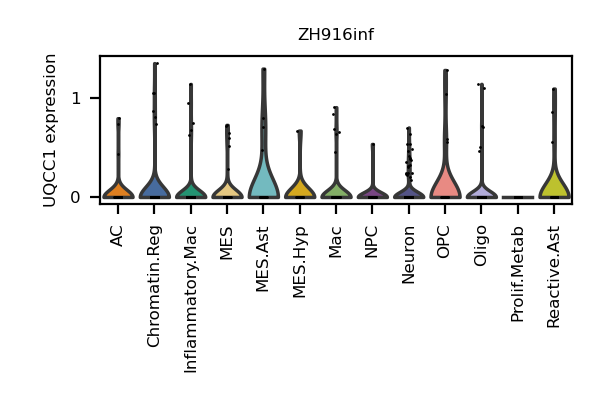 ZH916inf
UQCC1 expression
1
0
AC
Chromatin.Reg
Inflammatory.Mac
MES
MES.Ast
MES.Hyp
Mac
NPC
Neuron
OPC
Oligo
Prolif.Metab
Reactive.Ast